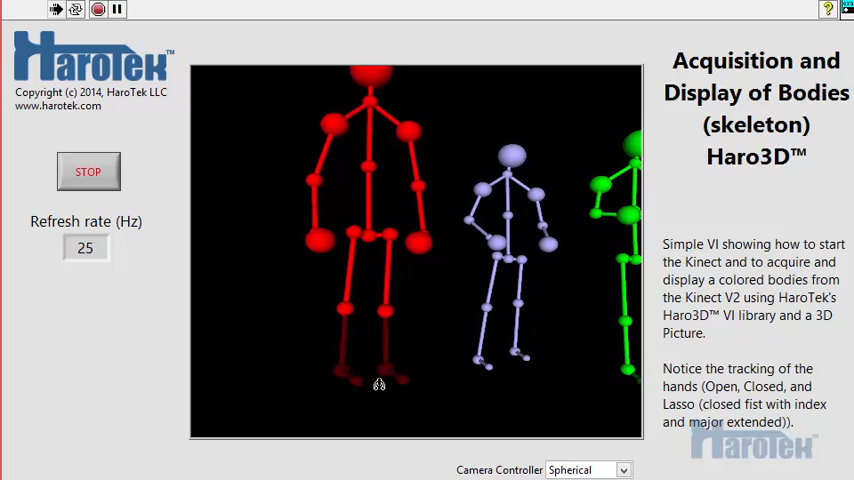 HaroTek™
Copyright (c) 2014, HaroTek LLC
www.harotek.com
STOP
Refresh rate (Hz)
25
Acquisition and
Display of Bodies
(skeleton)
Haro3D™
Simple VI showing how to start
the Kinect and to acquire and
display a colored bodies from
the Kinect V2 using HaroTek's
Haro3D™ VI library and a 3D
Picture.
Notice the tracking of the
hands (Open, Closed, and
Lasso (closed fist with index
and major extended)).
HaroTek
Camera Controller
Spherical